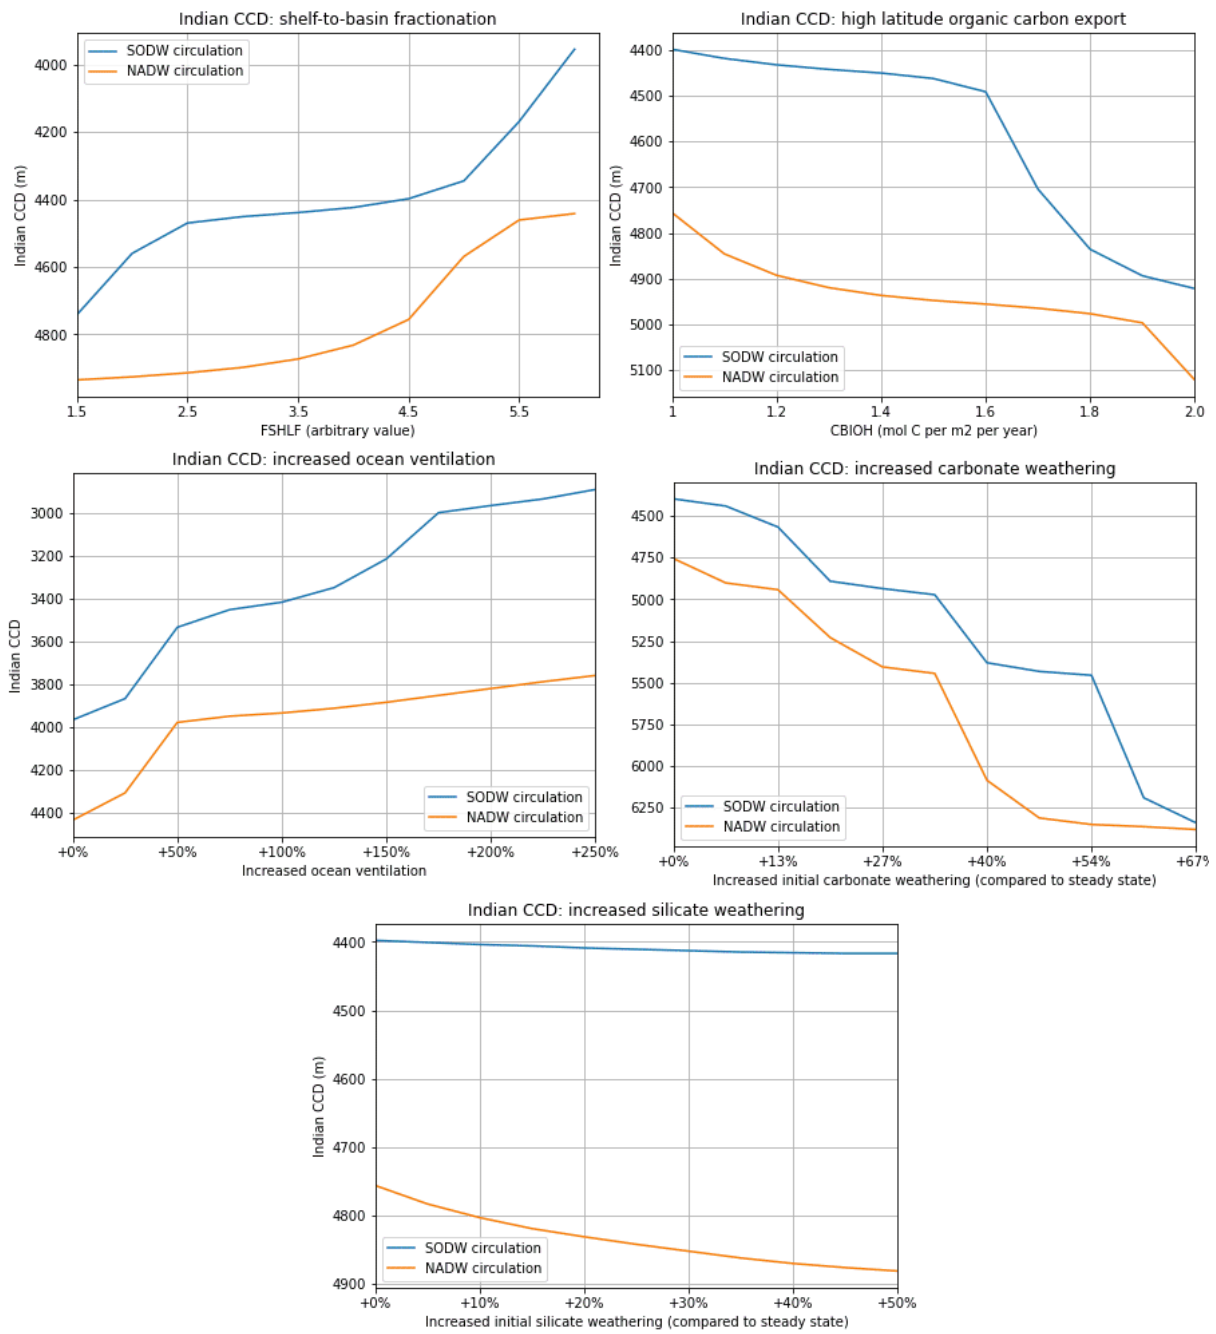 Indian CCD: shelf-to-basin fractionation
SODW circulation
NADW circulation
4000
4200
4400
4600
4800
Indian CCD (m)
1.5 2.5 3.5 4.5 5.5
FSHLF (arbitrary value)
Indian CCD: high latitude organic carbon export
4400
4500
4600
4700
4800
4900
5000
5100
Indian CCD (m)
SODW circulation
NADW circulation
1 1.2 1.4 1.6 1.8 2.0
CBIOH (mol C per m2 per year)
Indian CCD: increased ocean ventilation
3000
3200
3400
3600
3800
4000
4200
4400
Indian CCD
SODW circulation
NADW circulation
+0% +50% +100% +150% +200% +250%
Increased ocean ventilation
Indian CCD: increased carbonate weathering
4500
4750
5000
5250
5500
5750
6000
6250
SODW circulation
NADW circulation
+0% +13% +27% +40% +54% +67%
Increased initial carbonate weathering (compared to steady state)
Indian CCD: increased silicate weathering
4400
4500
4600
4700
4800
4900
Indian CCD (m)
SODW circulation
NADW circulation
+0% +10% +20% +30% +40% +50%
Increased initial silicate weathering (compared to steady state)